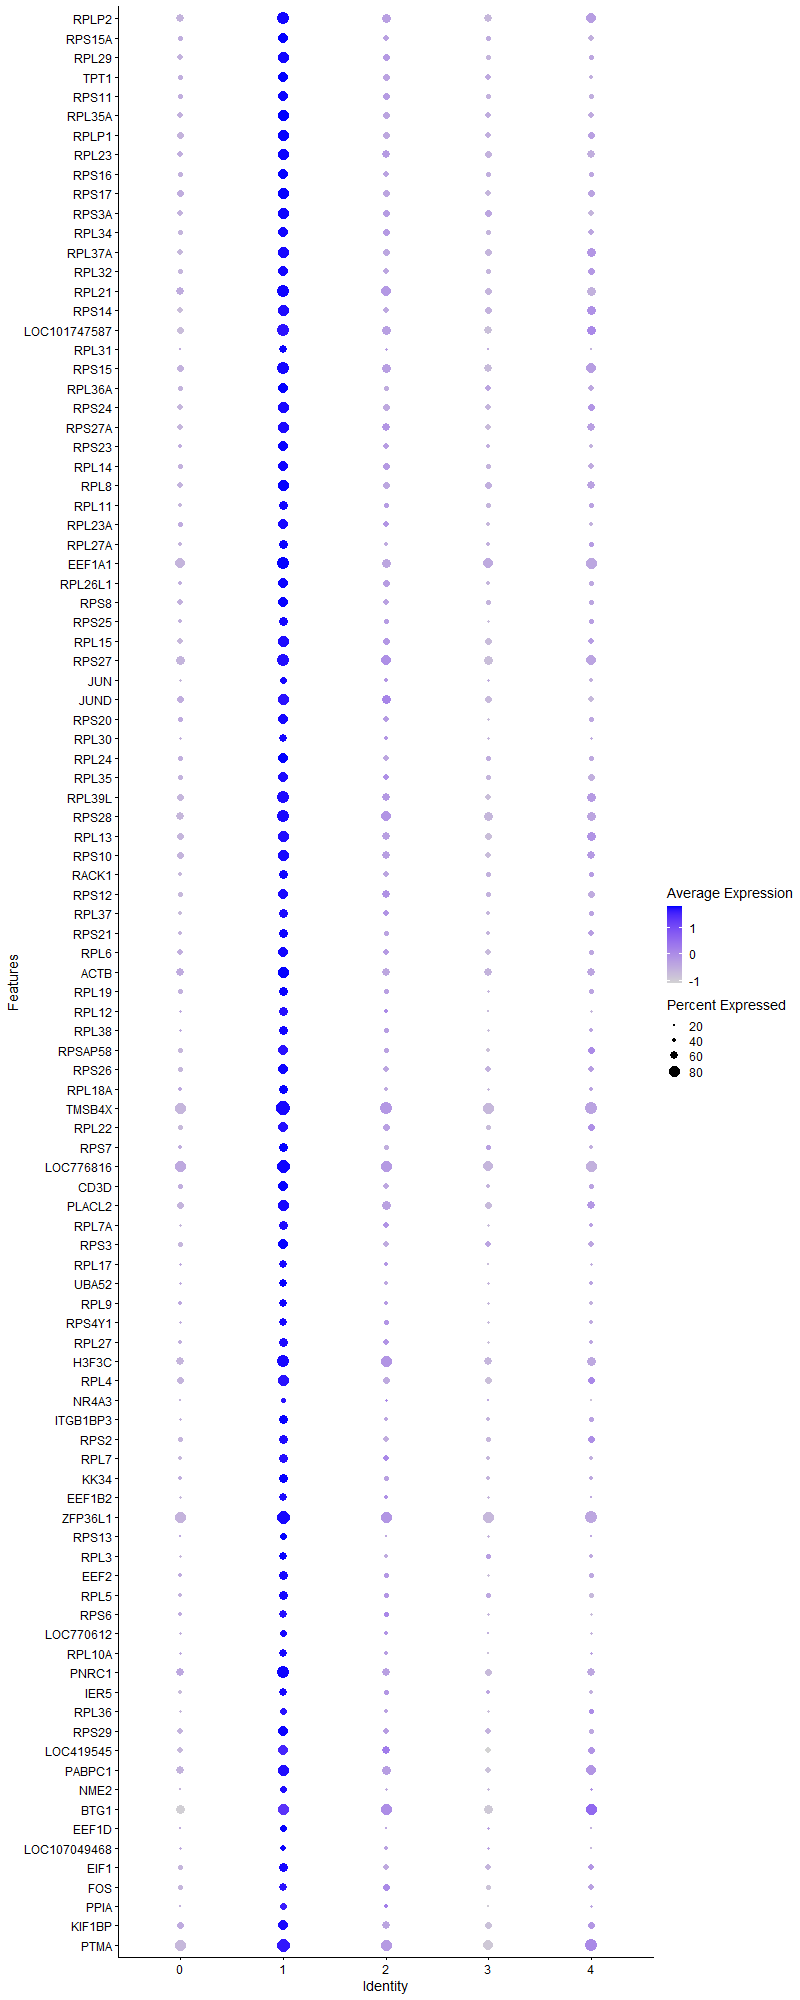 RPLP2
RPS15A
RPL29
TPT1
RPS11
RPL35A
RPLP1
RPL23
RPS16
RPS17
RPS3A
RPL34
RPL37A
RPL32
RPL21
RPS14
LOC101747587
RPL31
RPS15
RPL36A
RPS24
RPS27A
RPS23
RPL14
RPL8
RPL11
RPL23A
RPL27A
EEF1A1
RPL26L1
RPS8
RPS25
RPL15
RPS27
JUN
JUND
RPS20
RPL30
RPL24
RPL35
RPL39L
RPS28
RPL13
RPS10
RACK1
RPS12
RPL37
RPS21
RPL6
ACTB
RPL19
RPL12
RPL38
RPSAP58
RPS26
RPL18A
TMSB4X
RPL22
RPS7
LOC776816
CD3D
PLACL2
RPL7A
RPS3
RPL17
UBA52
RPL9
RPS4Y1
RPL27
H3F3C
RPL4
NR4A3
ITGB1BP3
RPS2
RPL7
KK34
EEF1B2
ZFP36L1
RPS13
RPL3
EEF2
RPL5
RPS6
LOC770612
RPL10A
PNRC1
IER5
RPL36
RPS29
LOC419545
PABPC1
NME2
BTG1
EEF1D
LOC107049468
EIF1
FOS
PPIA
KIF1BP
PTMA
Features
0 1 2 3 4
Identity
Average Expression
1
0
-1
Percent Expressed
20
40
60
80